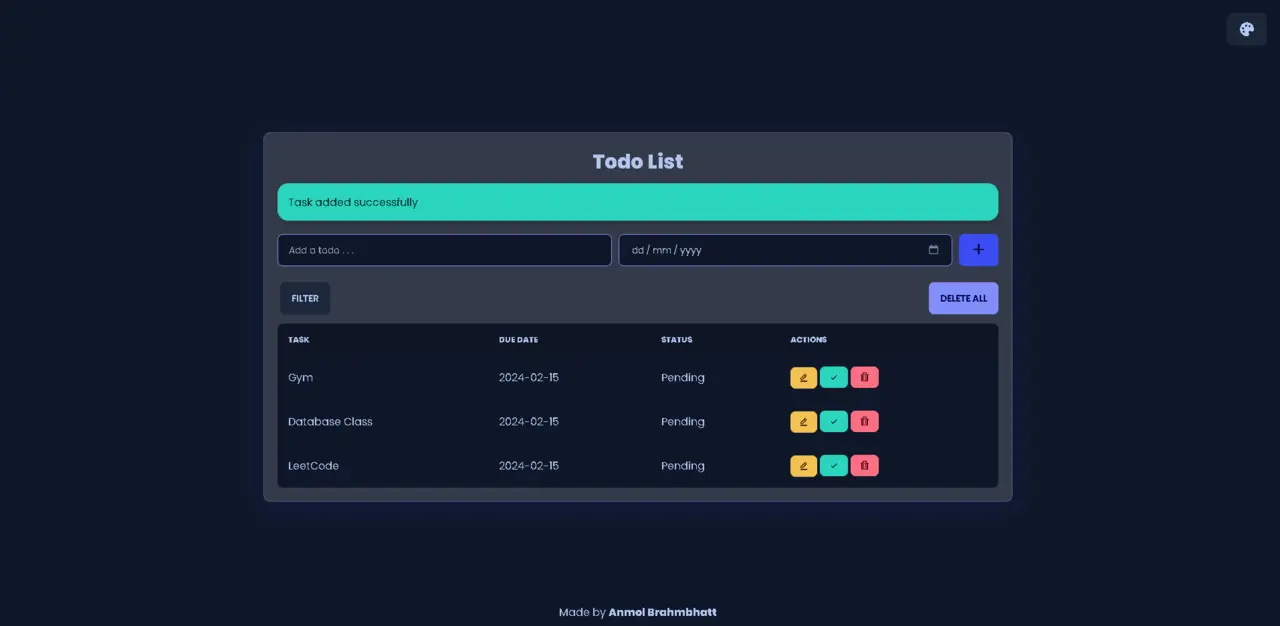 Todo List
Task added successfully
Add a todo . . .
dd / mm / yyyy
FILTER
DELETE ALL
TASK DUE DATE STATUS ACTIONS
Gym 2024-02-15 Pending
Database Class 2024-02-15 Pending
LeetCode 2024-02-15 Pending
Made by Anmol Brahmbhatt